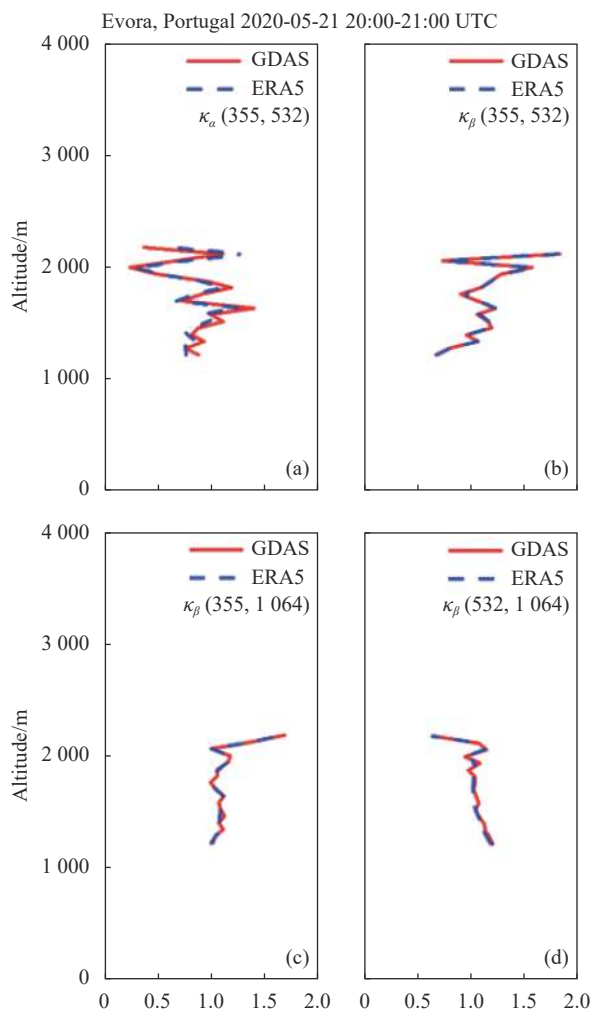 Evora, Portugal 2020-05-21 20:00-21:00 UTC
4 000
3 000
2 000
1 000
0
Altitude/m
GDAS
ERA5
κα (355, 532)
(a)
GDAS
ERA5
κβ (355, 532)
(b)
4 000
3 000
2 000
1 000
0
Altitude/m
GDAS
ERA5
κβ (355, 1 064)
(c)
GDAS
ERA5
κβ (532, 1 064)
(d)
0 0.5 1.0 1.5 2.0 0 0.5 1.0 1.5 2.0